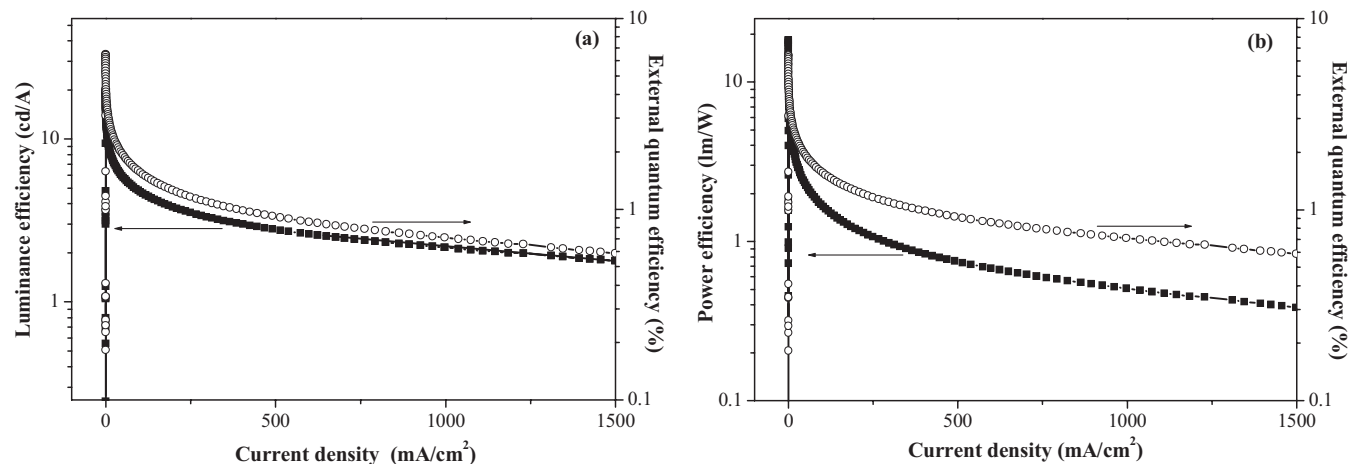 (a)
Luminance efficiency (cd/A)
10
1
External quantum efficiency (%)
10
1
0.1
0
500
1000
1500
Current density (mA/cm²)
(b)
Power efficiency (lm/W)
10
1
0.1
External quantum efficiency (%)
10
1
0.1
0
500
1000
1500
Current density (mA/cm²)